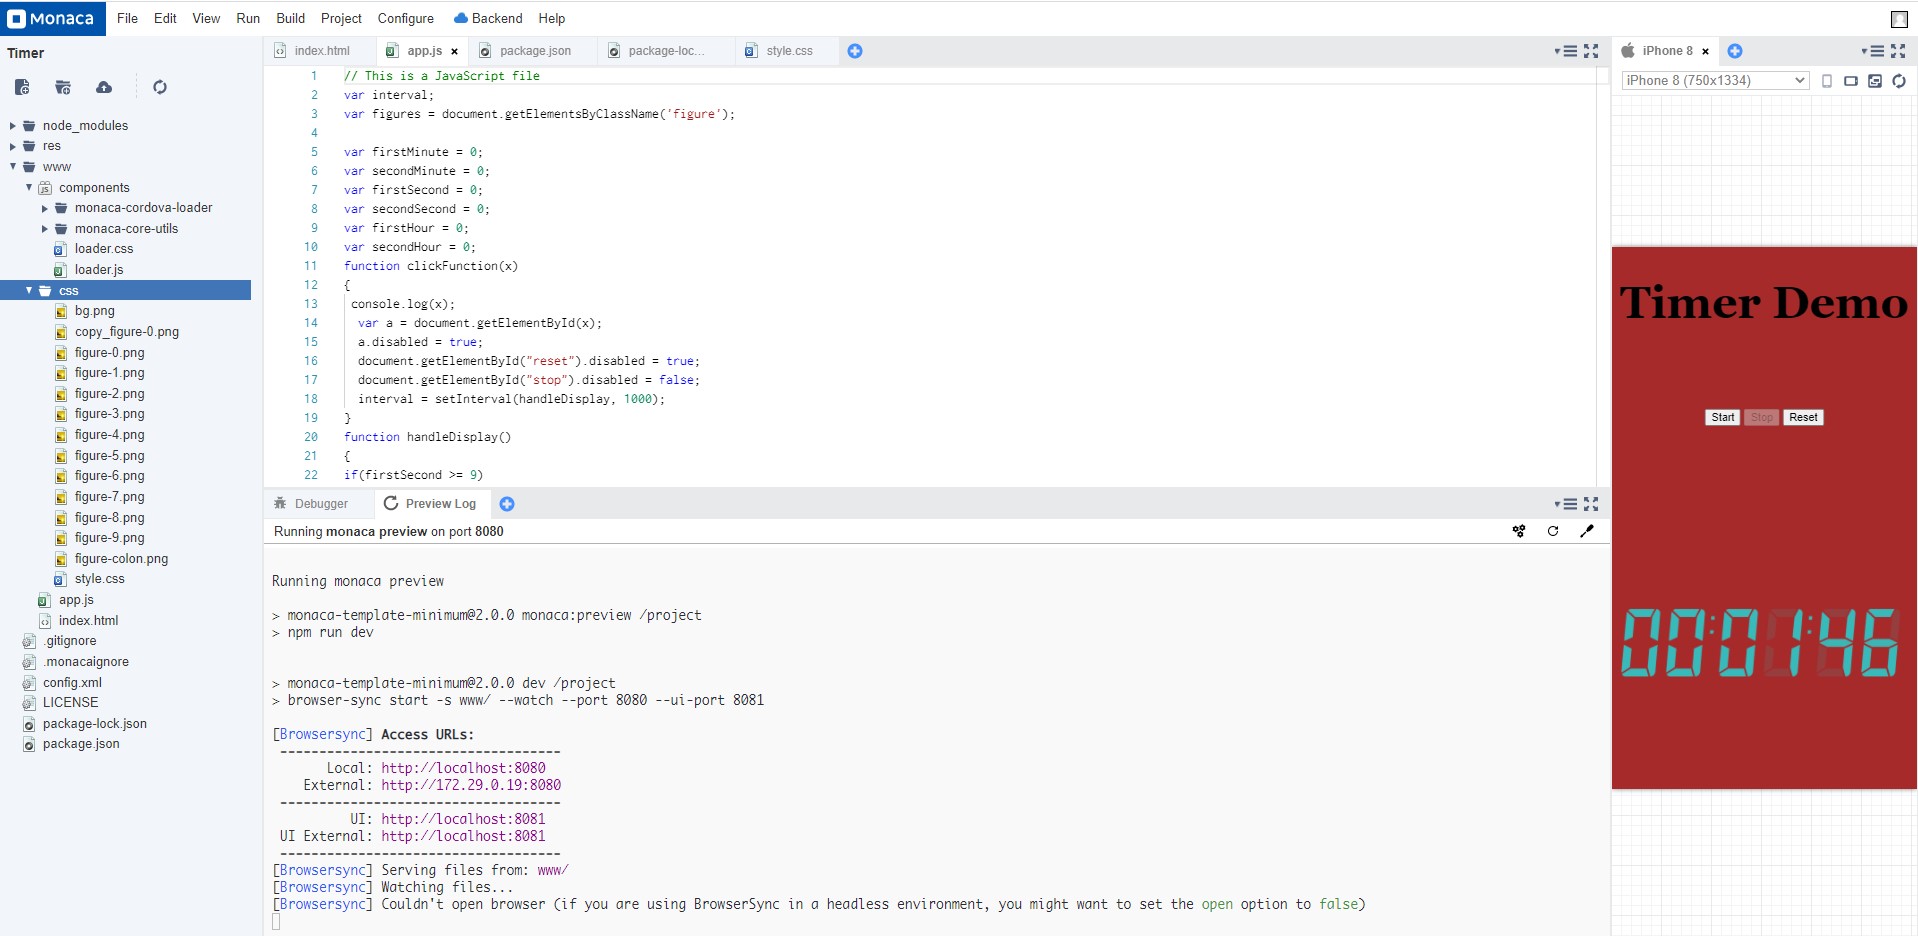 Monaca File Edit View Run Build Project Configure Backend Help
Timer
node_modules
res
www
components
monaca-cordova-loader
monaca-core-utils
loader.css
loader.js
css
bg.png
copy_figure-0.png
figure-0.png
figure-1.png
figure-2.png
figure-3.png
figure-4.png
figure-5.png
figure-6.png
figure-7.png
figure-8.png
figure-9.png
figure-colon.png
style.css
app.js
index.html
.gitignore
.monacaignore
config.xml
LICENSE
package-lock.json
package.json
index.html app.js × package.json package-loc... style.css
1 // This is a JavaScript file
2 var interval;
3 var figures = document.getElementsByClassName('figure');
4
5 var firstMinute = 0;
6 var secondMinute = 0;
7 var firstSecond = 0;
8 var secondSecond = 0;
9 var firstHour = 0;
10 var secondHour = 0;
11 function clickFunction(x)
12 {
13 console.log(x);
14 var a = document.getElementById(x);
15 a.disabled = true;
16 document.getElementById("reset").disabled = true;
17 document.getElementById("stop").disabled = false;
18 interval = setInterval(handleDisplay, 1000);
19 }
20 function handleDisplay()
21 {
22 if(firstSecond >= 9)
Debugger Preview Log
Running monaca preview on port 8080
Running monaca preview
> monaca-template-minimum@2.0.0 monaca:preview /project
> npm run dev
> monaca-template-minimum@2.0.0 dev /project
> browser-sync start -s www/ --watch --port 8080 --ui-port 8081
[Browsersync] Access URLs:
------------------------------------
Local: http://localhost:8080
External: http://172.29.0.19:8080
------------------------------------
UI: http://localhost:8081
UI External: http://localhost:8081
------------------------------------
[Browsersync] Serving files from: www/
[Browsersync] Watching files...
[Browsersync] Couldn't open browser (if you are using BrowserSync in a headless environment, you might want to set the open option to false)
iPhone 8 ×
iPhone 8 (750x1334)
Timer Demo
Start Stop Reset
00:01:46